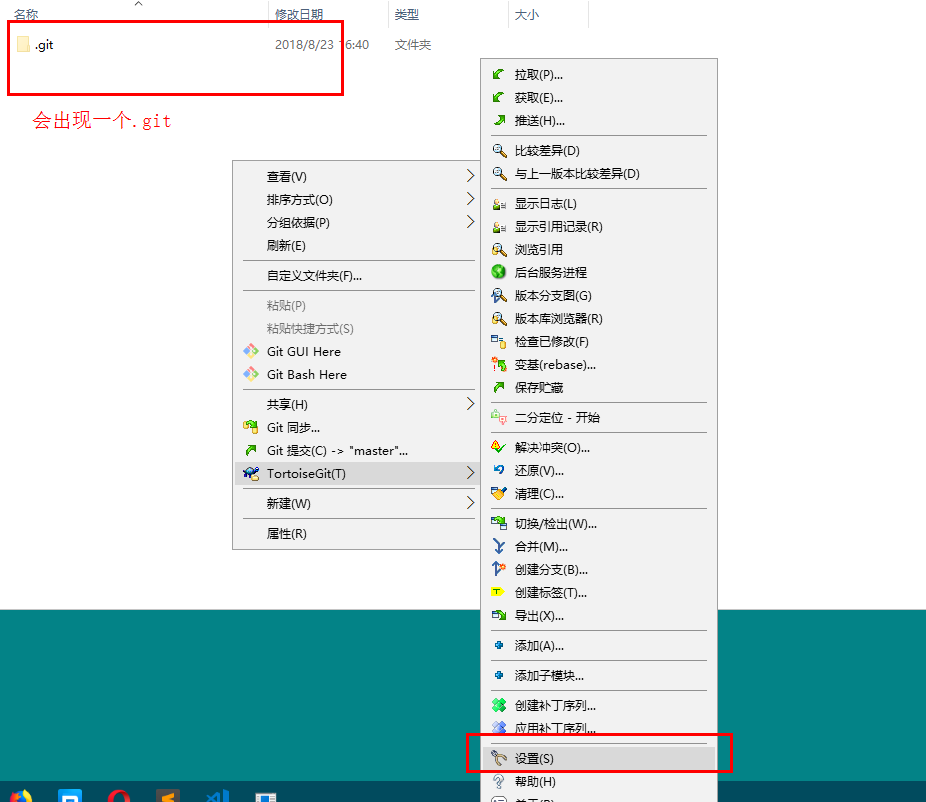 名称 修改日期 类型 大小
.git 2018/8/23 16:40 文件夹
会出现一个.git
查看(V)
排序方式(O)
分组依据(P)
刷新(E)
自定义文件夹(F)...
粘贴(P)
粘贴快捷方式(S)
Git GUI Here
Git Bash Here
共享(H)
Git 同步...
Git 提交(C) -> "master"...
TortoiseGit(T)
新建(W)
属性(R)
拉取(P)...
获取(E)...
推送(H)...
比较差异(D)
与上一版本比较差异(D)
显示日志(L)
显示引用记录(R)
浏览引用
后台服务进程
版本分支图(G)
版本库浏览器(R)
检查已修改(F)
变基(rebase)...
保存贮藏
二分定位 - 开始
解决冲突(O)...
还原(V)...
清理(C)...
切换/检出(W)...
合并(M)...
创建分支(B)...
创建标签(T)...
导出(X)...
添加(A)...
添加子模块...
创建补丁序列...
应用补丁序列...
设置(S)
帮助(H)